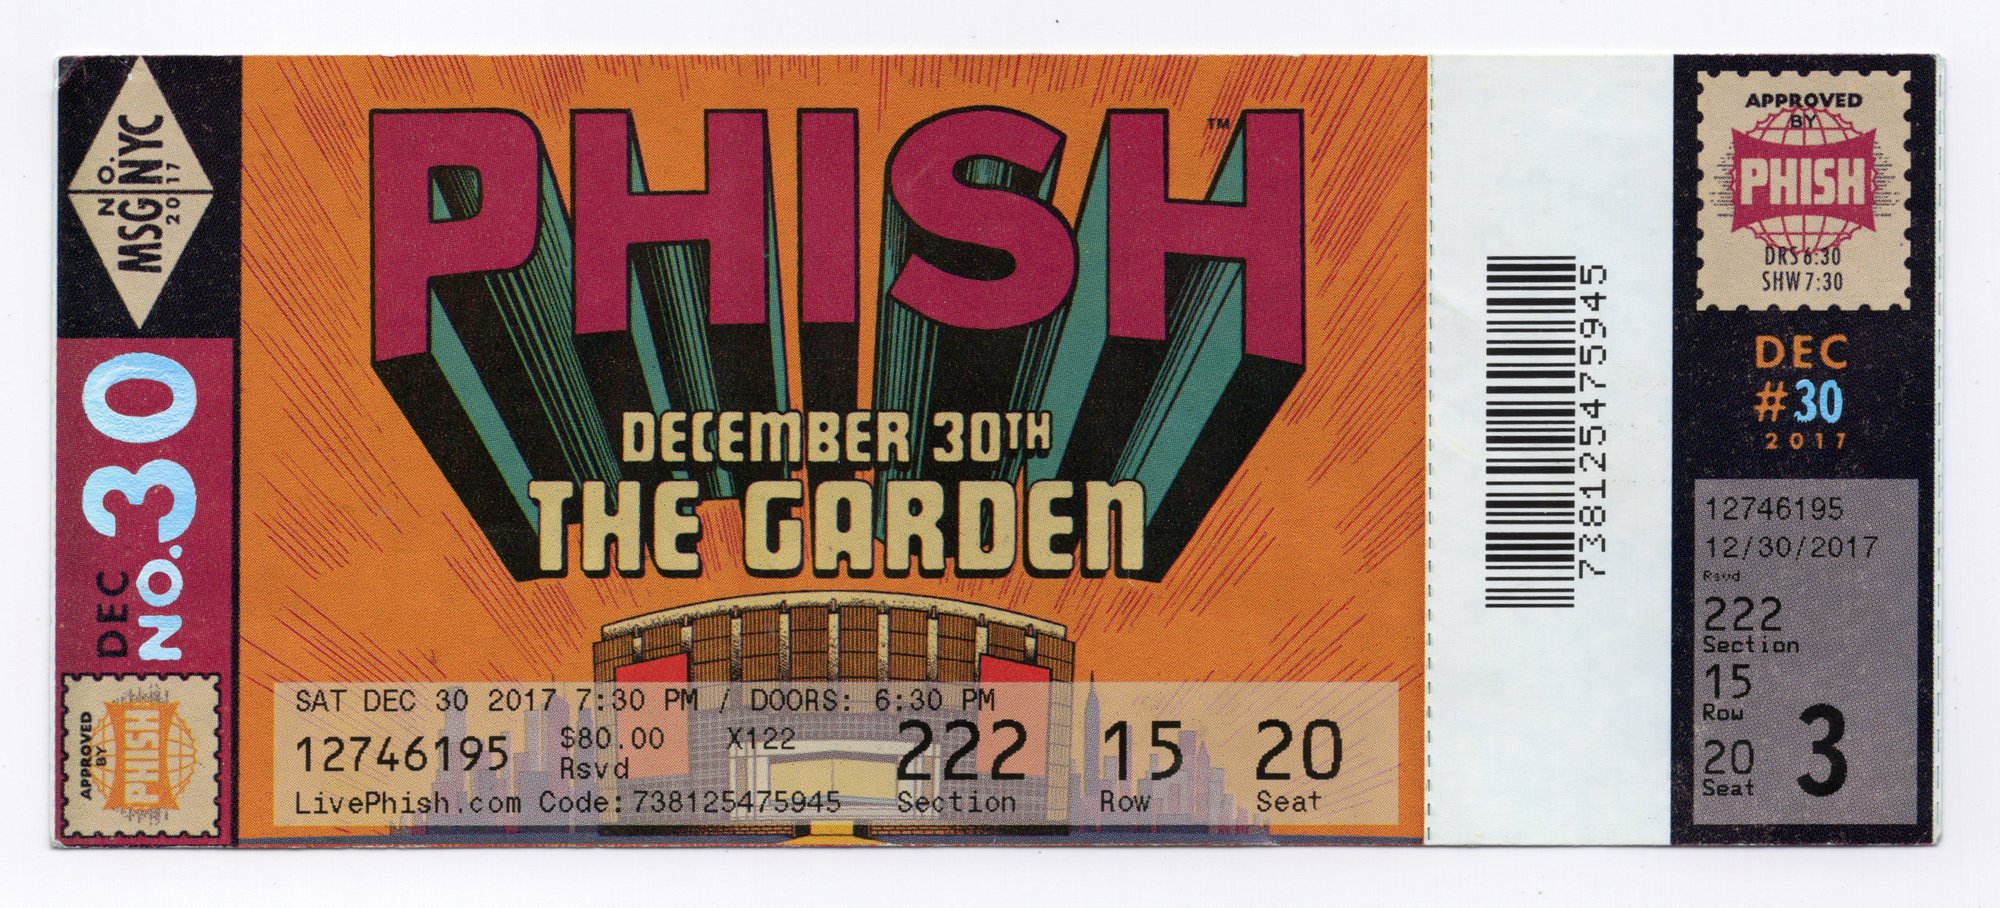 NO.
MSG NYC
2017
DEC
NO.30
APPROVED
BY
PHISH
PHISH™
DECEMBER 30TH
THE GARDEN
SAT DEC 30 2017 7:30 PM / DOORS: 6:30 PM
12746195
$80.00
X122
Rsvd
222
Section
15
Row
20
Seat
LivePhish.com Code:738125475945
738125475945
APPROVED
BY
PHISH
DRS 6:30
SHW 7:30
DEC
#30
2017
12746195
12/30/2017
Rsvd
222
Section
15
Row
20
Seat
3